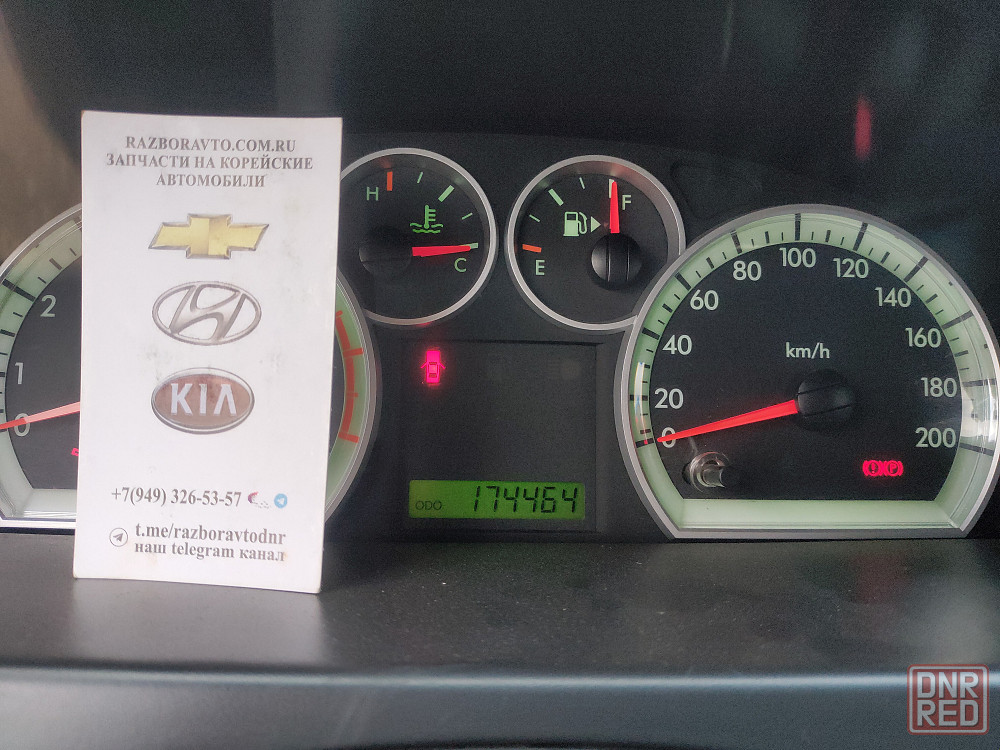 RAZBORAVTO.COM.RU
ЗАПЧАСТИ НА КОРЕЙСКИЕ
АВТОМОБИЛИ
KIA
+7(949) 326-53-57
t.me/razboravtodnr
наш telegram канал
2
1
0
H
C
F
E
ODO 174464
0
20
40
60
80
100
120
140
160
180
200
km/h
P
DNR
RED